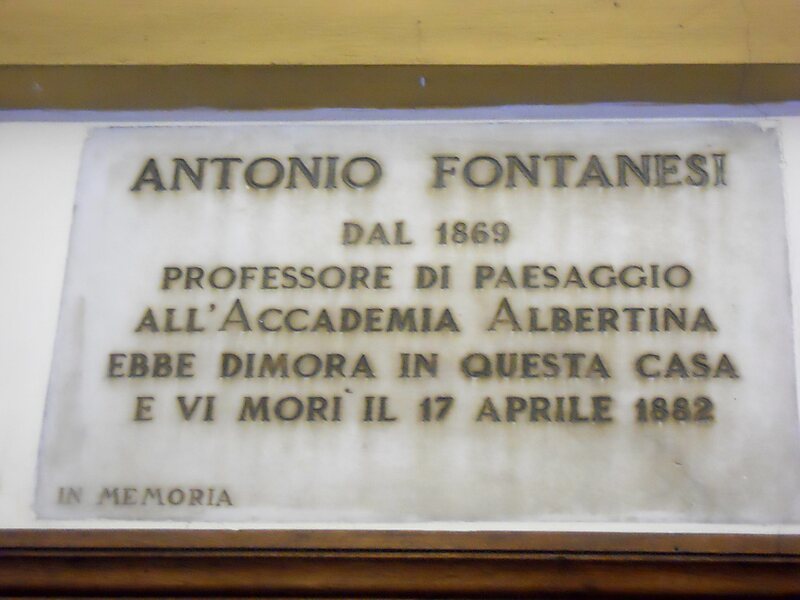 ANTONIO FONTANESI
DAL 1869
PROFESSORE DI PAESAGGIO
ALL'ACCADEMIA ALBERTINA
EBBE DIMORA IN QUESTA CASA
E VI MORÌ IL 17 APRILE 1882
IN MEMORIA